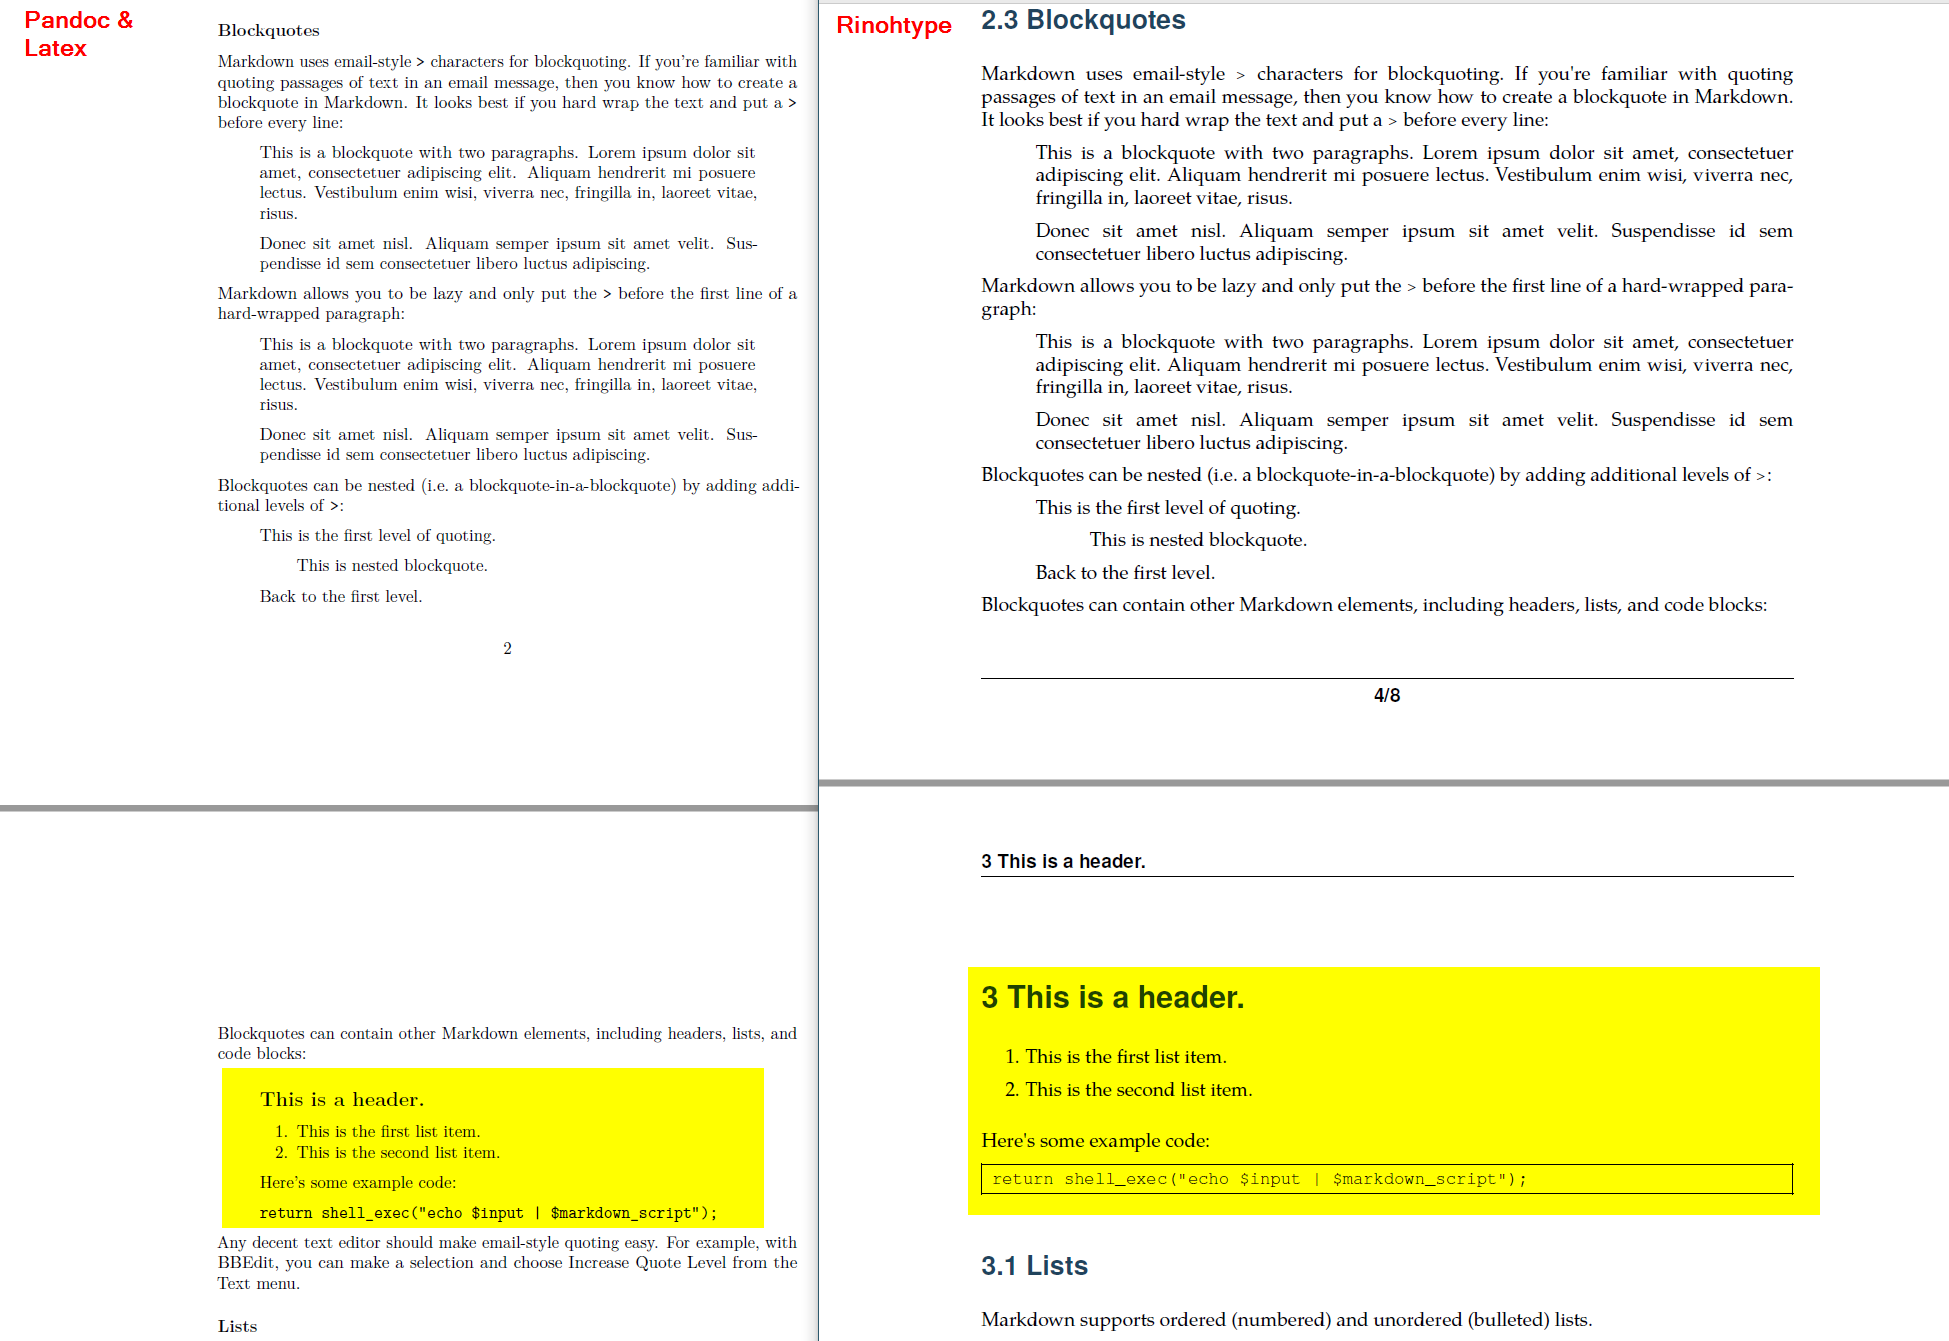 Pandoc &
Latex
Blockquotes
Markdown uses email-style > characters for blockquoting. If you're familiar with
quoting passages of text in an email message, then you know how to create a
blockquote in Markdown. It looks best if you hard wrap the text and put a >
before every line:
This is a blockquote with two paragraphs. Lorem ipsum dolor sit
amet, consectetuer adipiscing elit. Aliquam hendrerit mi posuere
lectus. Vestibulum enim wisi, viverra nec, fringilla in, laoreet vitae,
risus.
Donec sit amet nisl. Aliquam semper ipsum sit amet velit. Sus-
pendisse id sem consectetuer libero luctus adipiscing.
Markdown allows you to be lazy and only put the > before the first line of a
hard-wrapped paragraph:
This is a blockquote with two paragraphs. Lorem ipsum dolor sit
amet, consectetuer adipiscing elit. Aliquam hendrerit mi posuere
lectus. Vestibulum enim wisi, viverra nec, fringilla in, laoreet vitae,
risus.
Donec sit amet nisl. Aliquam semper ipsum sit amet velit. Sus-
pendisse id sem consectetuer libero luctus adipiscing.
Blockquotes can be nested (i.e. a blockquote-in-a-blockquote) by adding addi-
tional levels of >:
This is the first level of quoting.
This is nested blockquote.
Back to the first level.
2
Blockquotes can contain other Markdown elements, including headers, lists, and
code blocks:
This is a header.
1. This is the first list item.
2. This is the second list item.
Here's some example code:
return shell_exec("echo $input | $markdown_script");
Any decent text editor should make email-style quoting easy. For example, with
BBEdit, you can make a selection and choose Increase Quote Level from the
Text menu.
Lists
Rinohtype
2.3 Blockquotes
Markdown uses email-style > characters for blockquoting. If you're familiar with quoting
passages of text in an email message, then you know how to create a blockquote in Markdown.
It looks best if you hard wrap the text and put a > before every line:
This is a blockquote with two paragraphs. Lorem ipsum dolor sit amet, consectetuer
adipiscing elit. Aliquam hendrerit mi posuere lectus. Vestibulum enim wisi, viverra nec,
fringilla in, laoreet vitae, risus.
Donec sit amet nisl. Aliquam semper ipsum sit amet velit. Suspendisse id sem
consectetuer libero luctus adipiscing.
Markdown allows you to be lazy and only put the > before the first line of a hard-wrapped para-
graph:
This is a blockquote with two paragraphs. Lorem ipsum dolor sit amet, consectetuer
adipiscing elit. Aliquam hendrerit mi posuere lectus. Vestibulum enim wisi, viverra nec,
fringilla in, laoreet vitae, risus.
Donec sit amet nisl. Aliquam semper ipsum sit amet velit. Suspendisse id sem
consectetuer libero luctus adipiscing.
Blockquotes can be nested (i.e. a blockquote-in-a-blockquote) by adding additional levels of >:
This is the first level of quoting.
This is nested blockquote.
Back to the first level.
Blockquotes can contain other Markdown elements, including headers, lists, and code blocks:
4/8
3 This is a header.
3 This is a header.
1. This is the first list item.
2. This is the second list item.
Here's some example code:
return shell_exec("echo $input | $markdown_script");
3.1 Lists
Markdown supports ordered (numbered) and unordered (bulleted) lists.